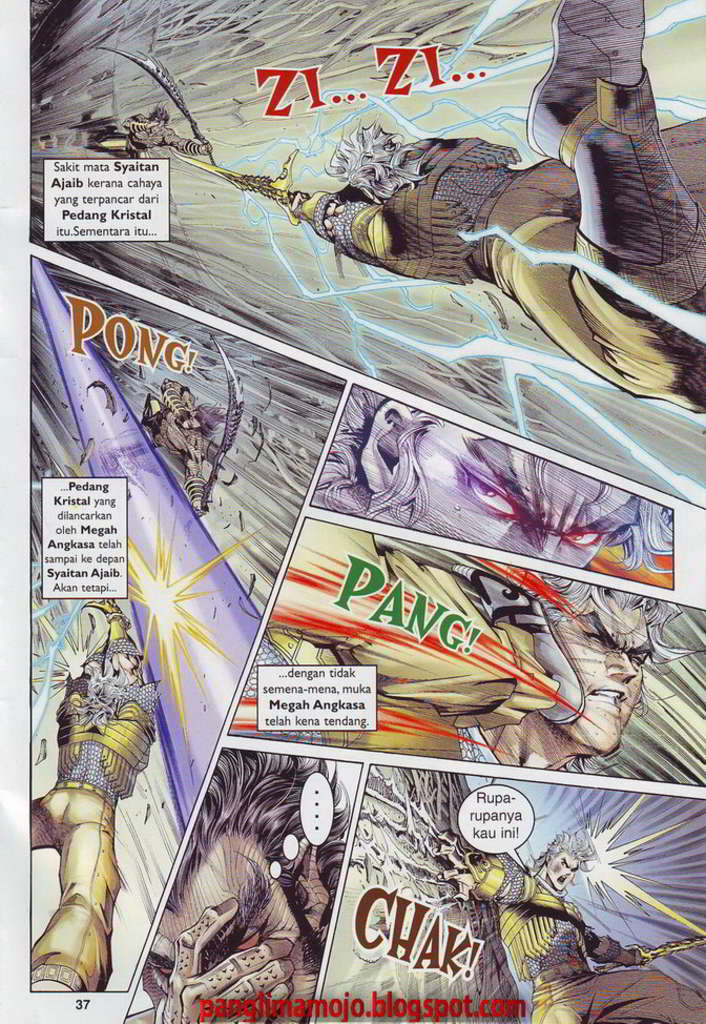 ZI... ZI...
Sakit mata Syaitan
Ajaib kerana cahaya
yang terpancar dari
Pedang Kristal
itu.Sementara itu...
PONG!
...Pedang
Kristal yang
dilancarkan
oleh Megah
Angkasa telah
sampai ke depan
Syaitan Ajaib.
Akan tetapi...
PANG!
...dengan tidak
semena-mena, muka
Megah Angkasa
telah kena tendang.
....
Rupa-
rupanya
kau ini!
CHAK!
37
panglimamojo.blogspot.com